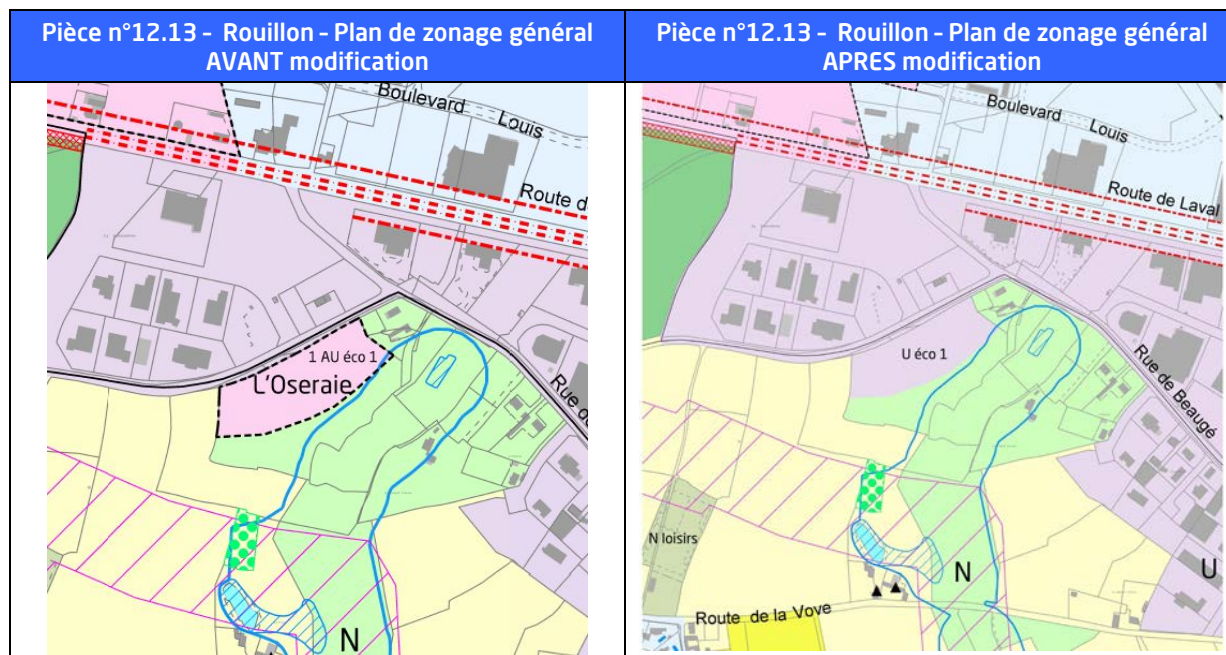 Pièce n°12.13 - Rouillon - Plan de zonage général
AVANT modification
Pièce n°12.13 - Rouillon - Plan de zonage général
APRES modification
Boulevard Louis
Route d
1 AU éco 1
L'Oseraie
Rue de
N
Boulevard
Louis
Route de Laval
U éco 1
Rue de Beaugé
N loisirs
N
U
Route de la Vove